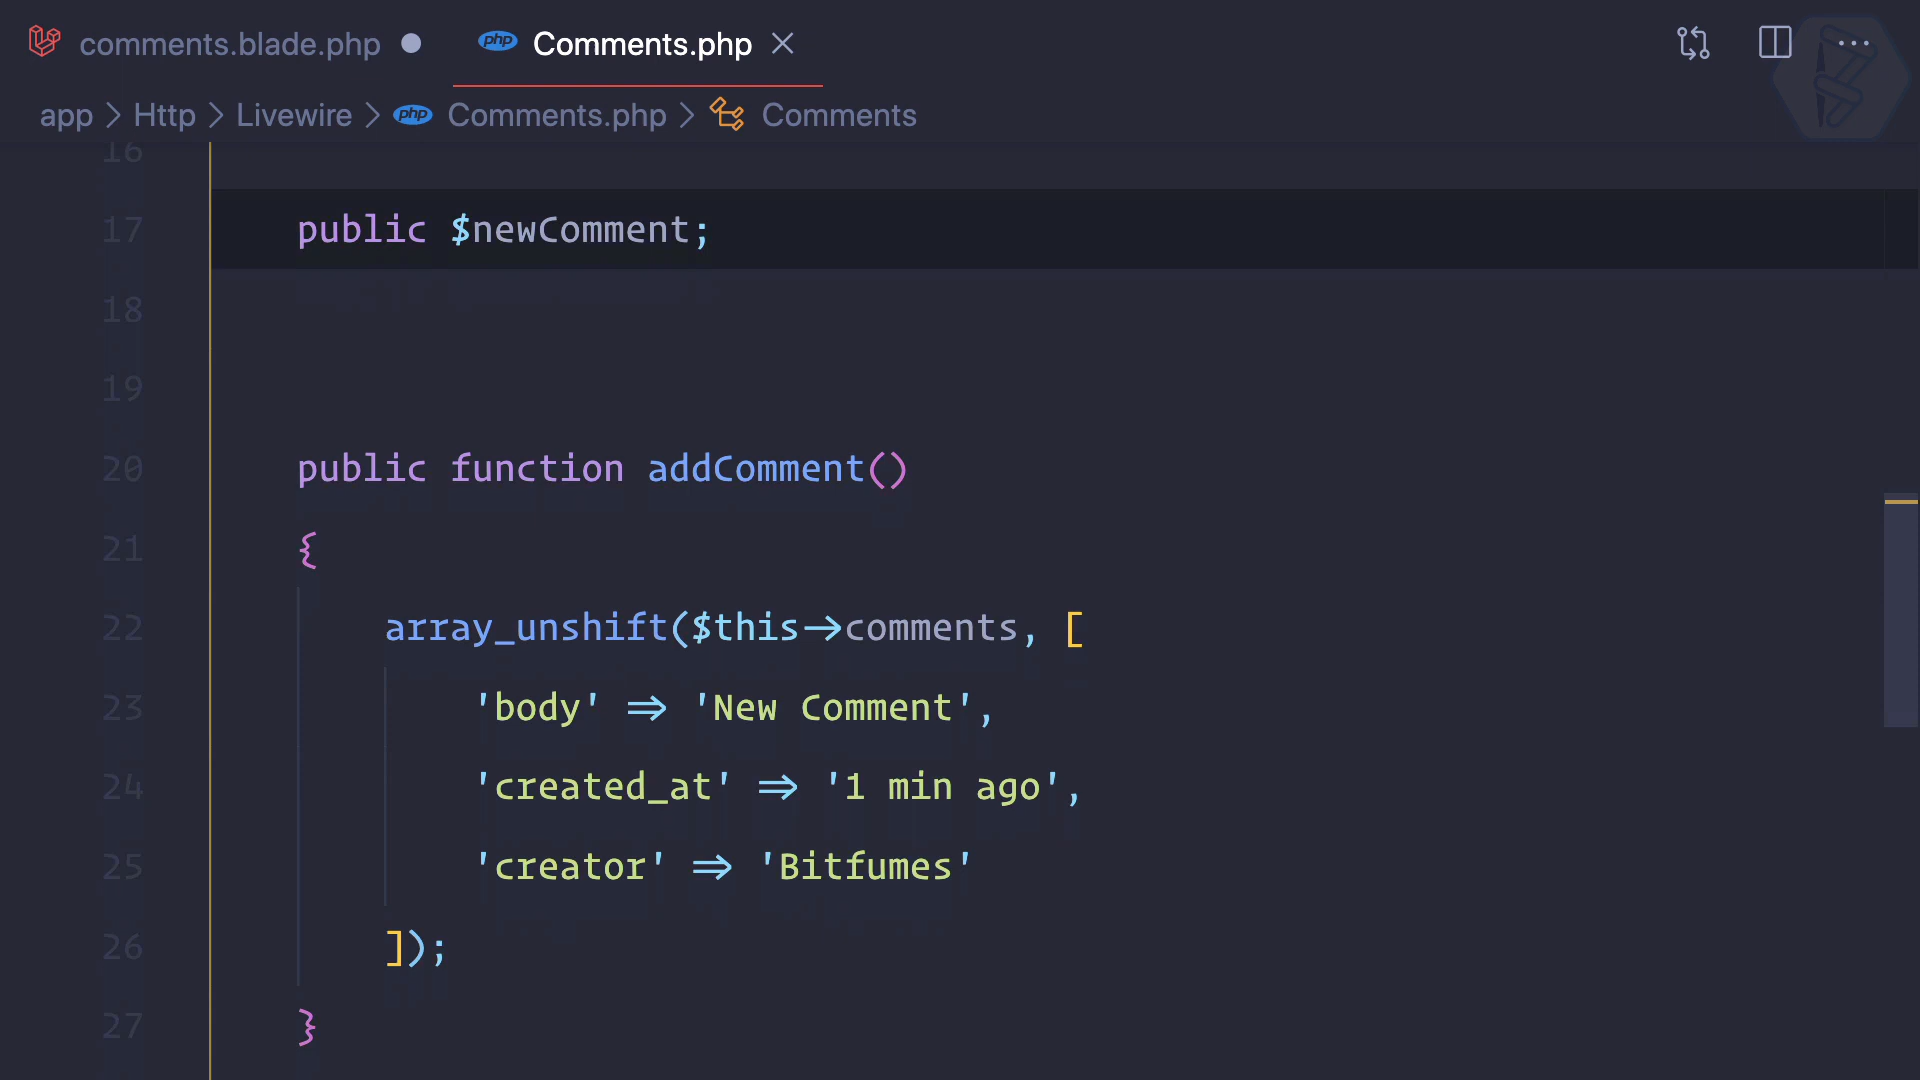 comments.blade.php
php Comments.php
app > Http > Livewire > php Comments.php > Comments
16
17 public $newComment;
18
19
20 public function addComment()
21 {
22 array_unshift($this->comments, [
23 'body' => 'New Comment',
24 'created_at' => '1 min ago',
25 'creator' => 'Bitfumes'
26 ]);
27 }